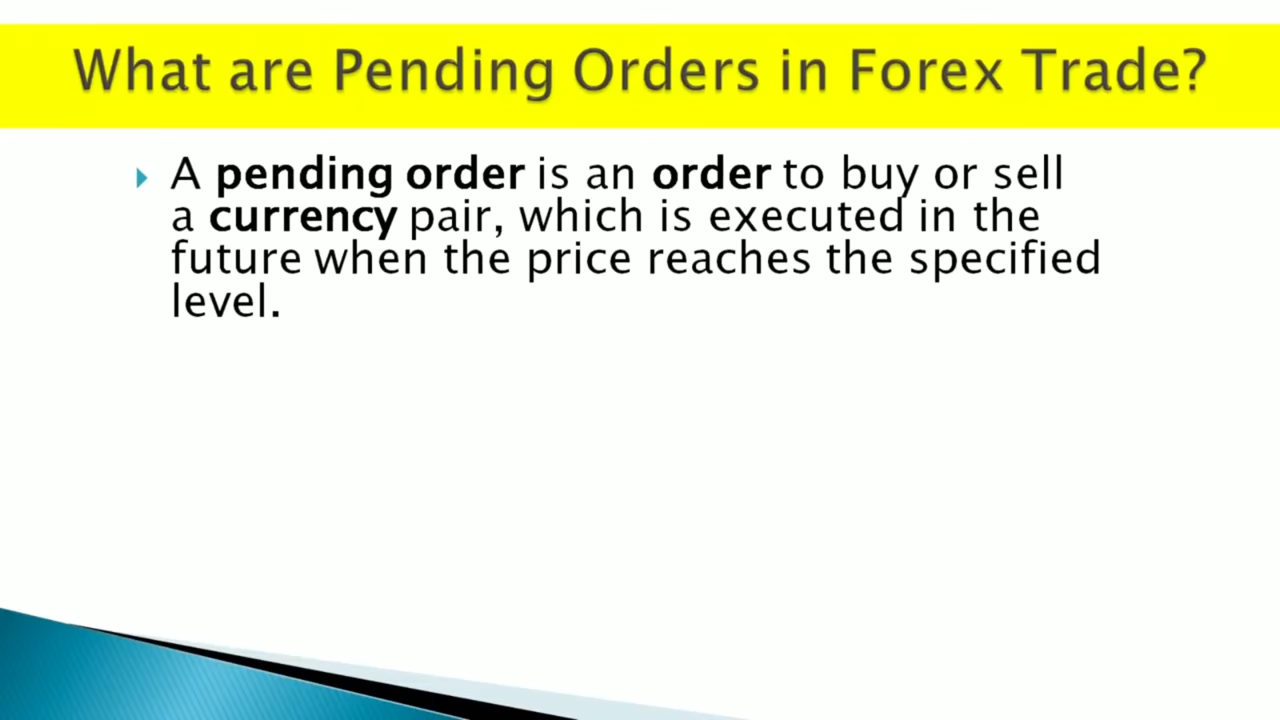 What are Pending Orders in Forex Trade?
A pending order is an order to buy or sell
a currency pair, which is executed in the
future when the price reaches the specified
level.